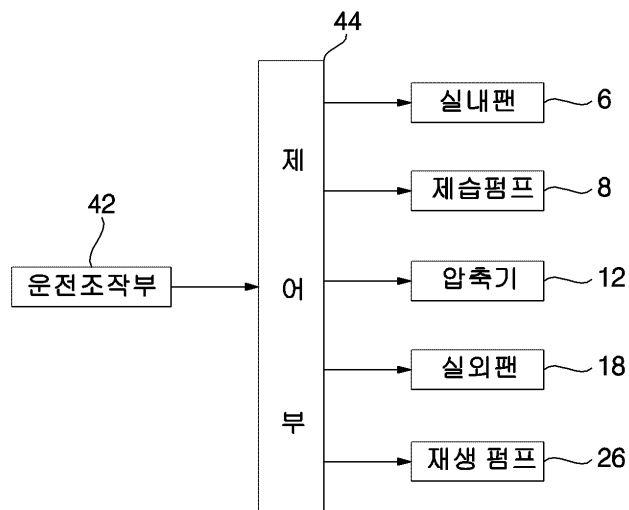 44
실내팬 6
제
제습펌프 8
42
운전조작부
어
압축기 12
실외팬 18
부
재생 펌프 26